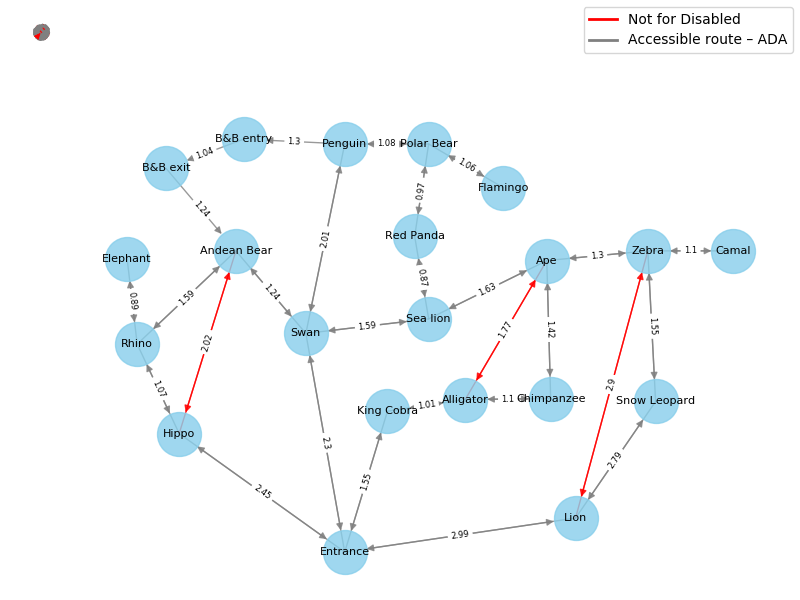 Not for Disabled
Accessible route – ADA
B&B entry
1.3
Penguin
1.08
Polar Bear
1.04
B&B exit
1.06
Flamingo
0.97
1.24
2.01
Red Panda
Elephant
Andean Bear
Ape
1.3
Zebra
1.1
Camal
0.89
1.59
1.24
0.87
1.63
Rhino
2.02
Swan
1.59
Sea lion
1.77
1.42
1.55
1.07
King Cobra
1.01
Alligator
1.1
Chimpanzee
2.9
Snow Leopard
Hippo
2.3
1.55
2.79
2.45
Lion
Entrance
2.99